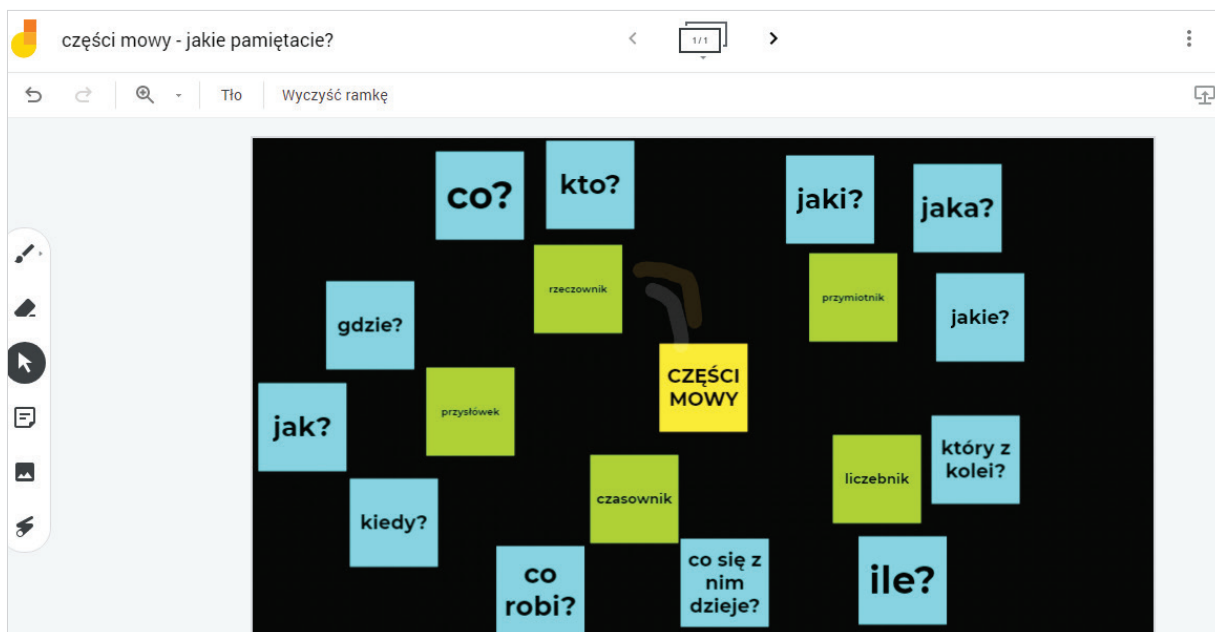 części mowy - jakie pamiętacie?
1/1
Tło
Wyczyść ramkę
co?
kto?
jaki?
jaka?
rzeczownik
przymiotnik
gdzie?
jakie?
CZĘŚCI
MOWY
przysłówek
jak?
który z
kolei?
liczebnik
czasownik
kiedy?
co
robi?
co się z
nim
dzieje?
ile?